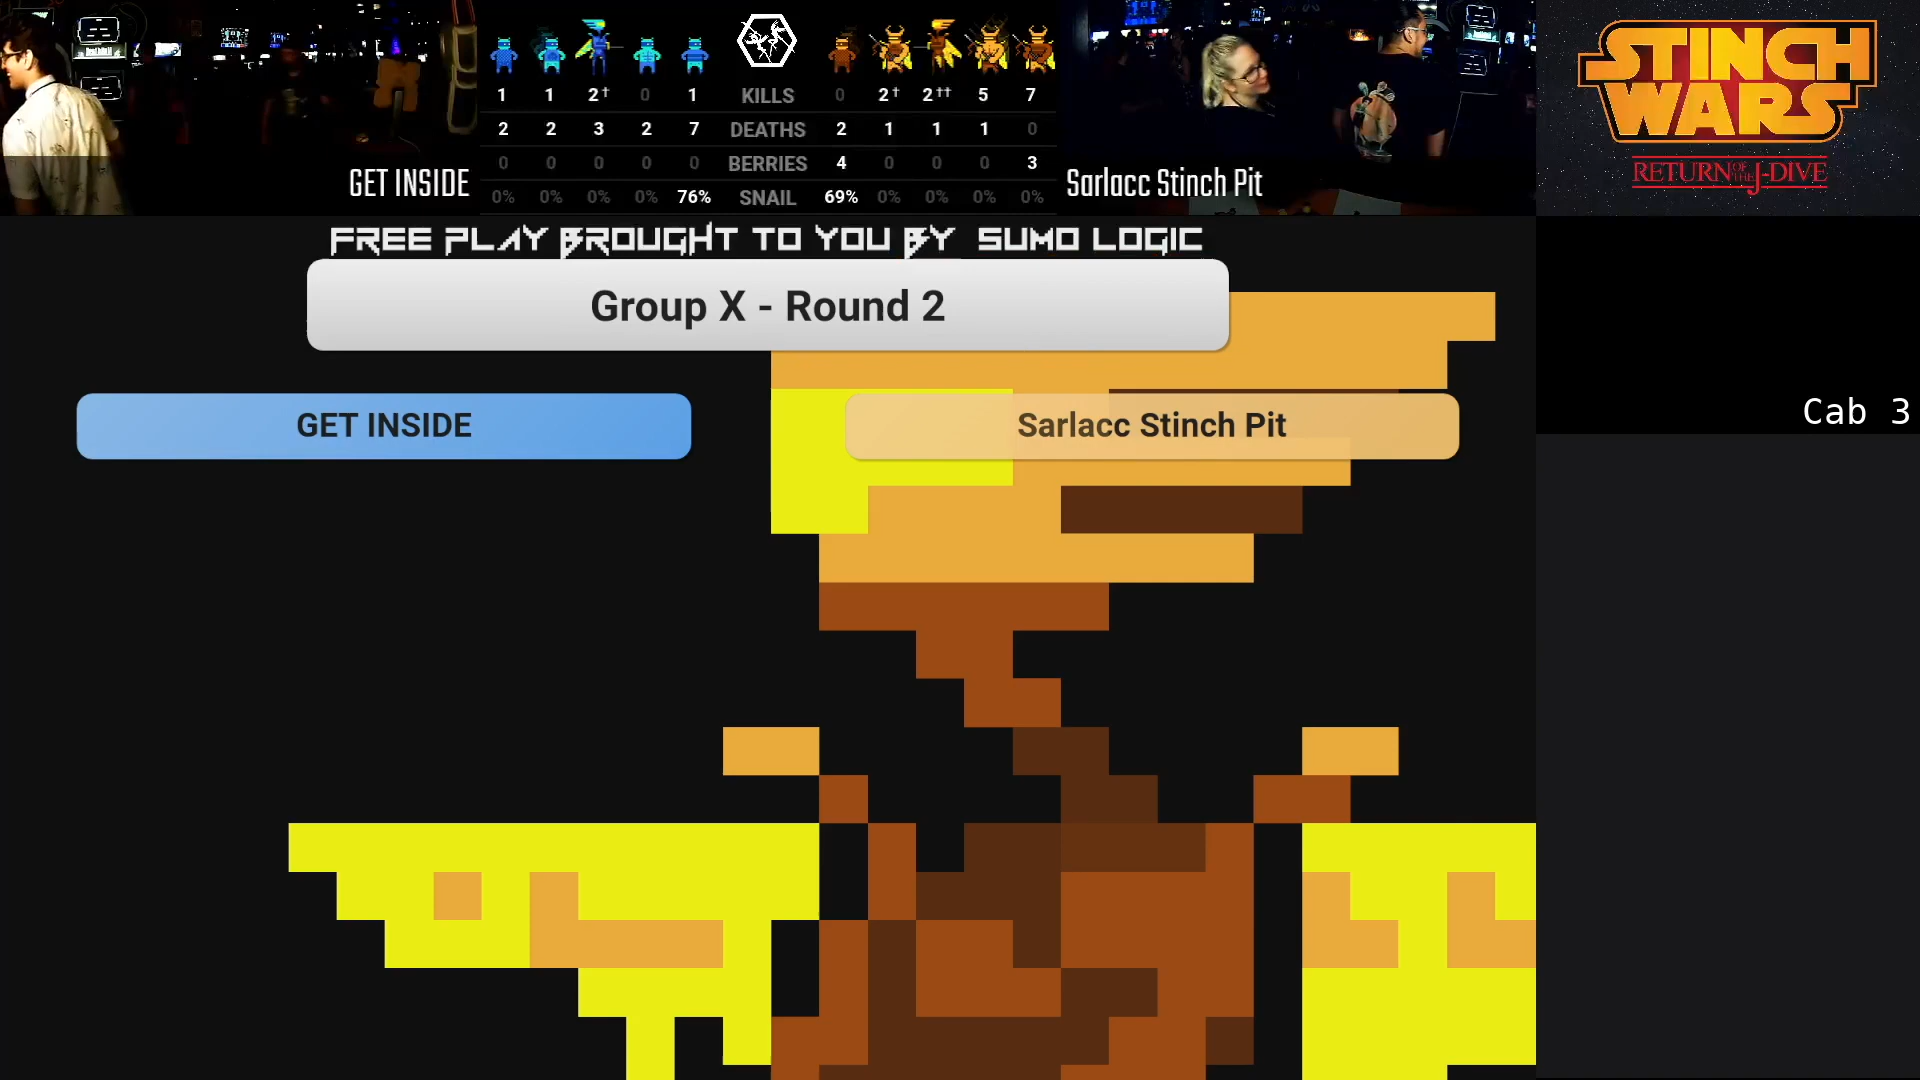 1 1 2† 0 1 KILLS 0 2† 2†† 5 7
2 2 3 2 7 DEATHS 2 1 1 1 0
0 0 0 0 0 BERRIES 4 0 0 0 3
0% 0% 0% 0% 76% SNAIL 69% 0% 0% 0% 0%
GET INSIDE
Sarlacc Stinch Pit
STINCH
WARS
RETURN OF THE J-DIVE
FREE PLAY BROUGHT TO YOU BY SUMO LOGIC
Group X - Round 2
GET INSIDE
Sarlacc Stinch Pit
Cab 3